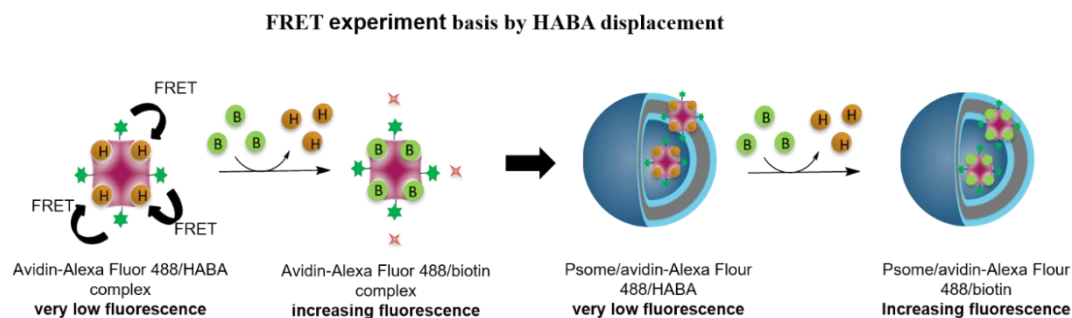 FRET experiment basis by HABA displacement
FRET
B
H
H
B
B
H
H
H
H
H
FRET
FRET
B
B
B
B
B
H
H
B
B
H
Avidin-Alexa Fluor 488/HABA
complex
very low fluorescence
Avidin-Alexa Fluor 488/biotin
complex
increasing fluorescence
Psome/avidin-Alexa Flour
488/HABA
very low fluorescence
Psome/avidin-Alexa Flour
488/biotin
Increasing fluorescence